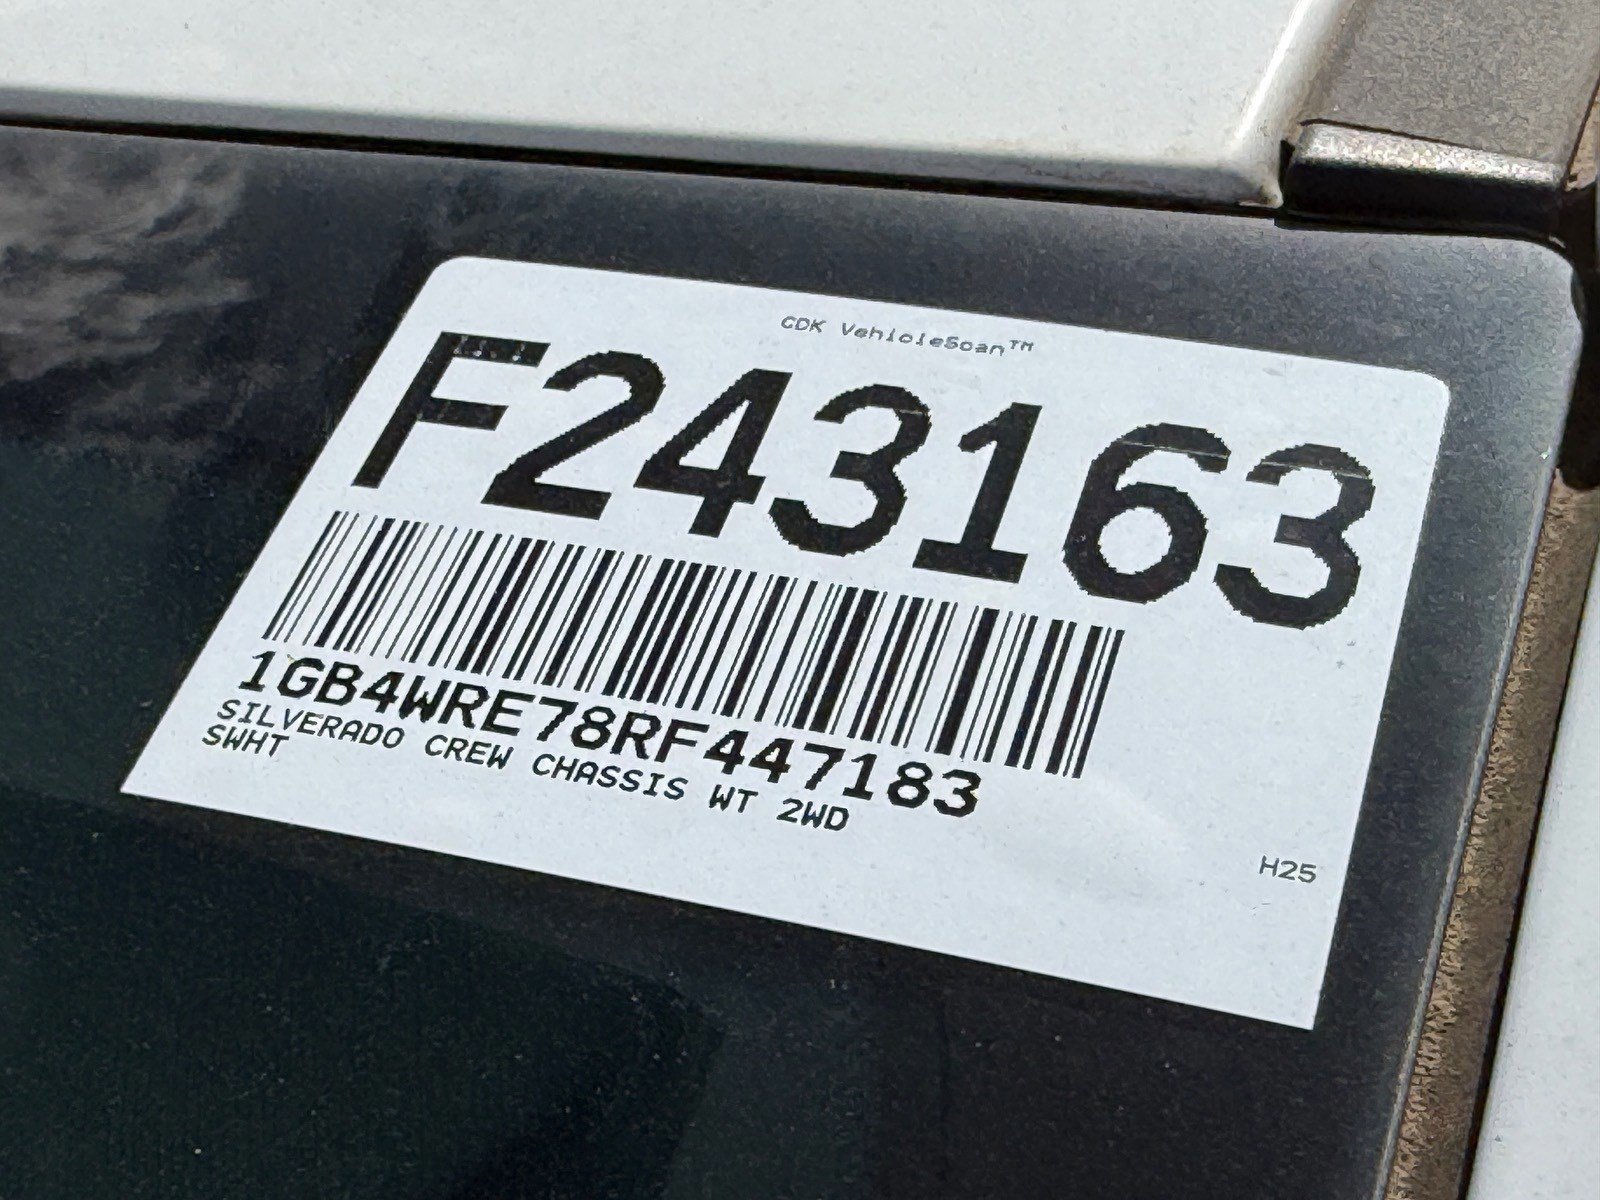 CDK VehicleScan™
F243163
1GB4WRE78RF447183
SILVERADO CREW CHASSIS WT 2WD
SWHT
H25